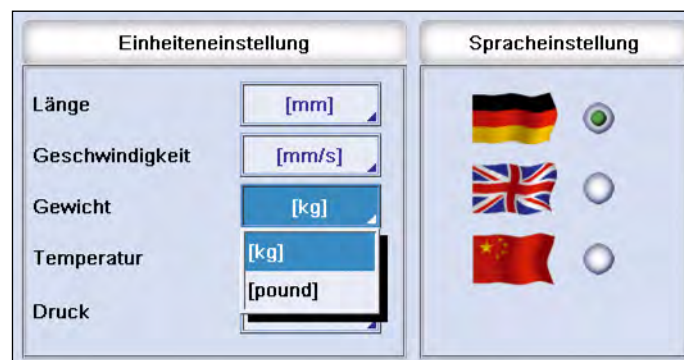 Einheiteneinstellung
Länge [mm]
Geschwindigkeit [mm/s]
Gewicht [kg]
[kg]
Temperatur
[pound]
Druck
Spracheinstellung